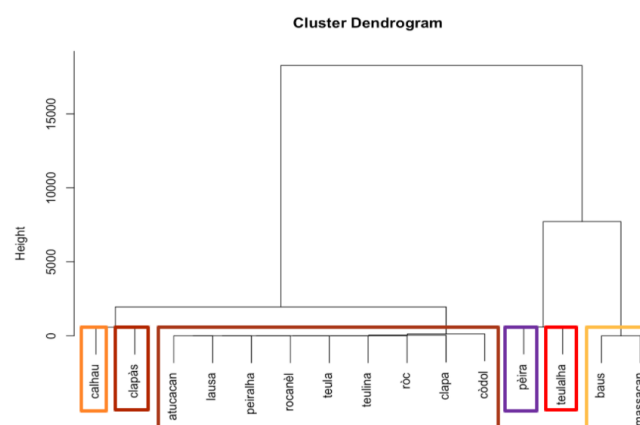 Cluster Dendrogram
Height
15000
10000
5000
0
calhau
clapàs
atucacan
lausa
peiralha
rocanèl
teula
teulina
ròc
clapa
còdol
pèira
teulalha
baus
massacan